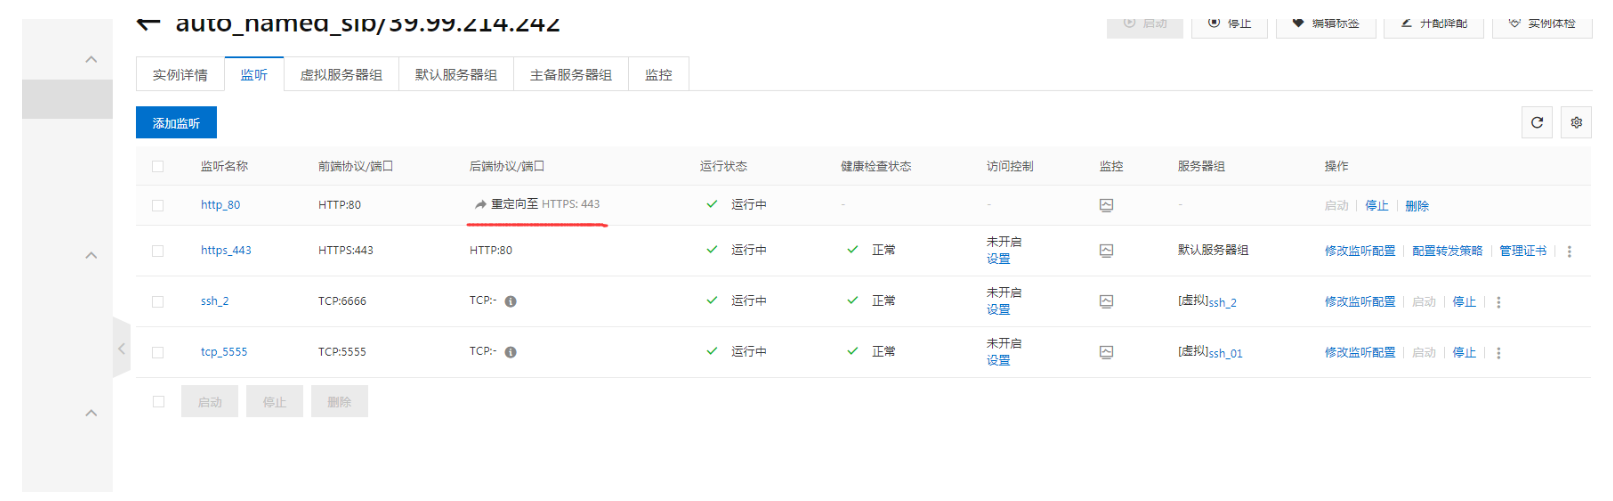 auto_named_slb/39.99.214.242
启动 停止 编辑标签 升配降配 实例体检
实例详情 监听 虚拟服务器组 默认服务器组 主备服务器组 监控
添加监听
监听名称 前端协议/端口 后端协议/端口 运行状态 健康检查状态 访问控制 监控 服务器组 操作
http_80 HTTP:80 重定向至 HTTPS: 443 运行中 - - - 启动 停止 删除
https_443 HTTPS:443 HTTP:80 运行中 正常 未开启 设置 默认服务器组 修改监听配置 配置转发策略 管理证书
ssh_2 TCP:6666 TCP:- 运行中 正常 未开启 设置 [虚拟]ssh_2 修改监听配置 启动 停止
tcp_5555 TCP:5555 TCP:- 运行中 正常 未开启 设置 [虚拟]ssh_01 修改监听配置 启动 停止
启动 停止 删除